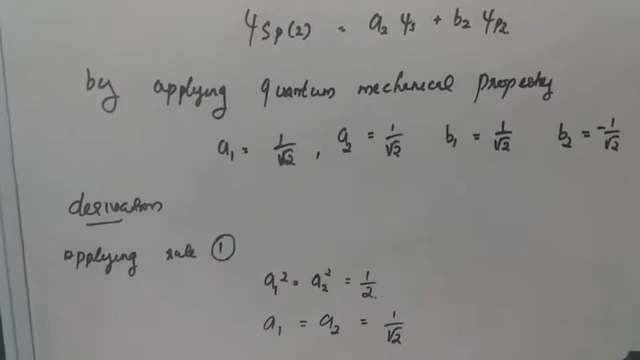 ψsp(2) = a₂ ψs + b₂ ψp₂
by applying quantum mechanical property
a₁ = 1/√2 , a₂ = 1/√2 b₁ = 1/√2 b₂ = -1/√2
derivation
Applying rule ①
a₁² = a₂² = 1/2.
a₁ = a₂ = 1/√2